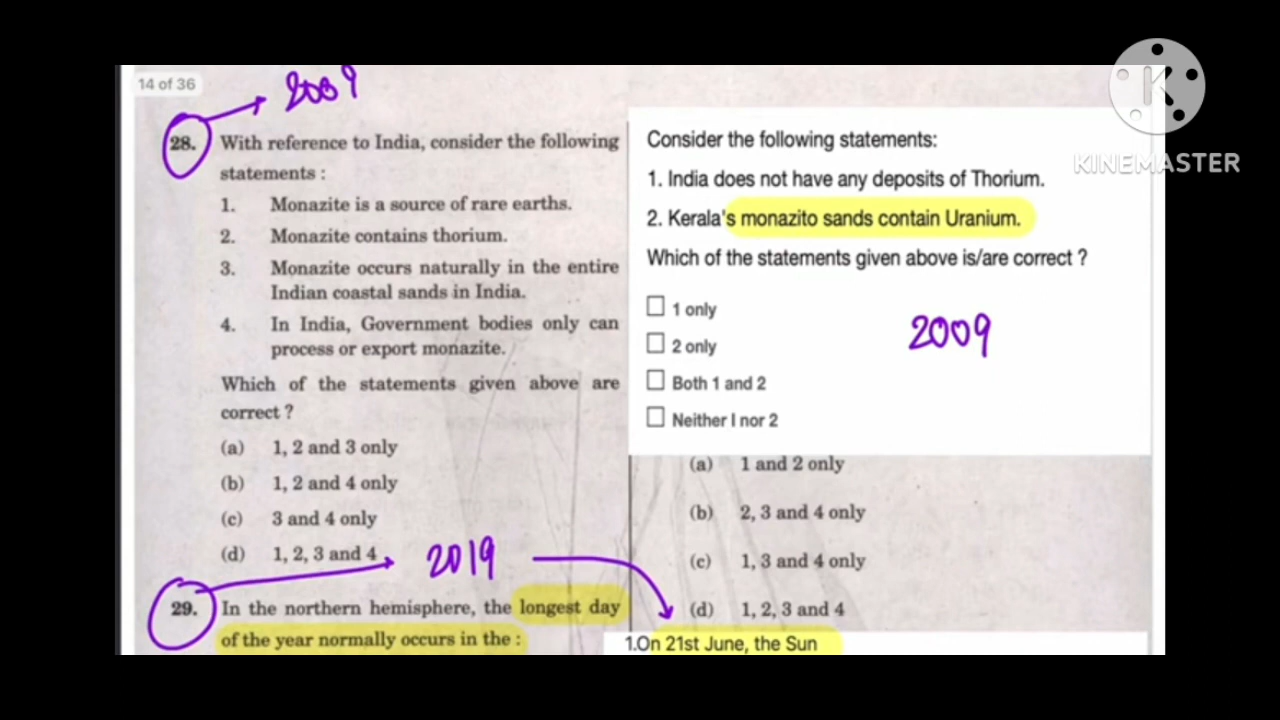 14 of 36
2009
28. With reference to India, consider the following
statements :
1. Monazite is a source of rare earths.
2. Monazite contains thorium.
3. Monazite occurs naturally in the entire
Indian coastal sands in India.
4. In India, Government bodies only can
process or export monazite.
Which of the statements given above are
correct ?
(a) 1, 2 and 3 only
(b) 1, 2 and 4 only
(c) 3 and 4 only
(d) 1, 2, 3 and 4
2019
29. In the northern hemisphere, the longest day
of the year normally occurs in the :
Consider the following statements:
1. India does not have any deposits of Thorium.
2. Kerala's monazito sands contain Uranium.
Which of the statements given above is/are correct ?
1 only
2 only
Both 1 and 2
Neither I nor 2
2009
(a) 1 and 2 only
(b) 2, 3 and 4 only
(c) 1, 3 and 4 only
(d) 1, 2, 3 and 4
1.On 21st June, the Sun
K
KINEMASTER